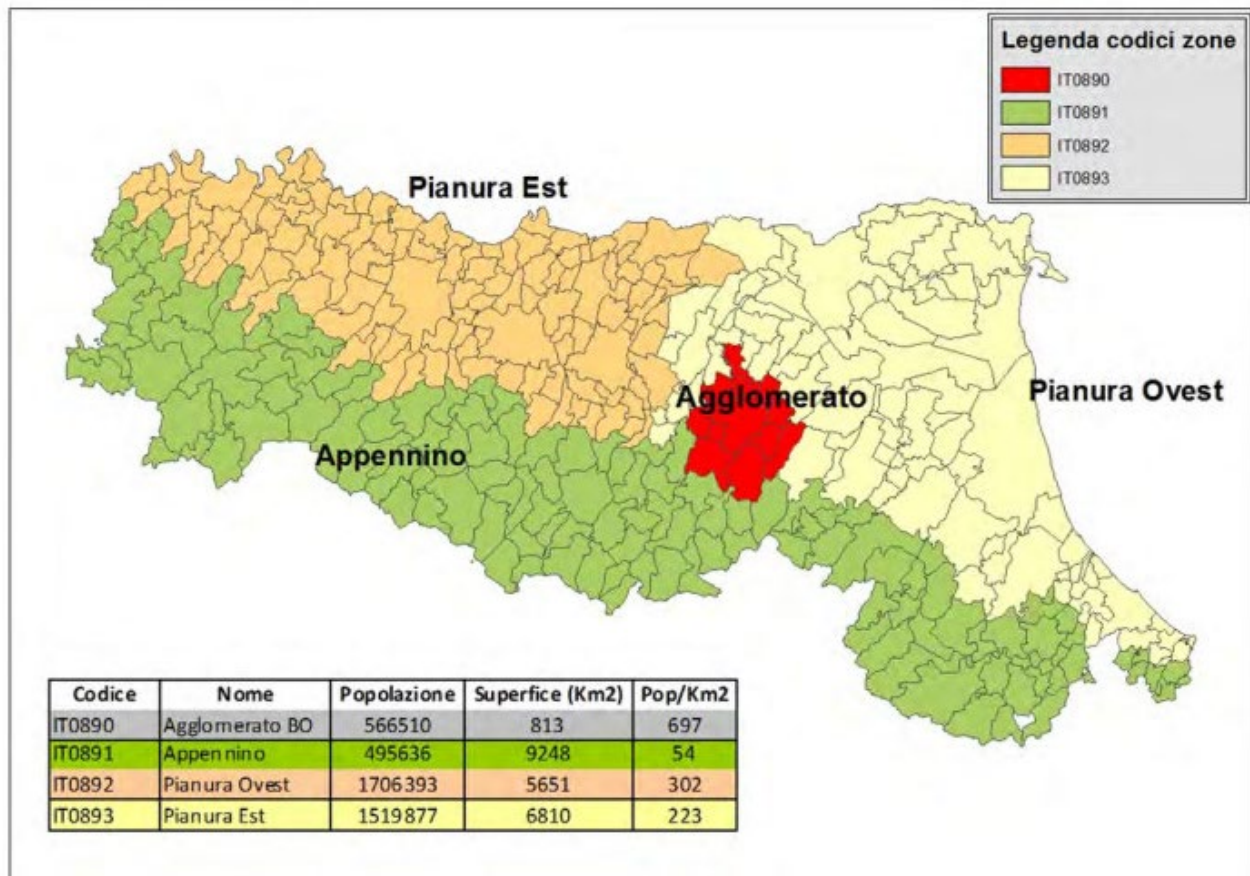 Legenda codici zone
IT0890
IT0891
IT0892
IT0893
Pianura Est
Agglomerato
Pianura Ovest
Appennino
Codice Nome Popolazione Superfice (Km2) Pop/Km2
IT0890 Agglomerato BO 566510 813 697
IT0891 Appennino 495636 9248 54
IT0892 Pianura Ovest 1706393 5651 302
IT0893 Pianura Est 1519877 6810 223